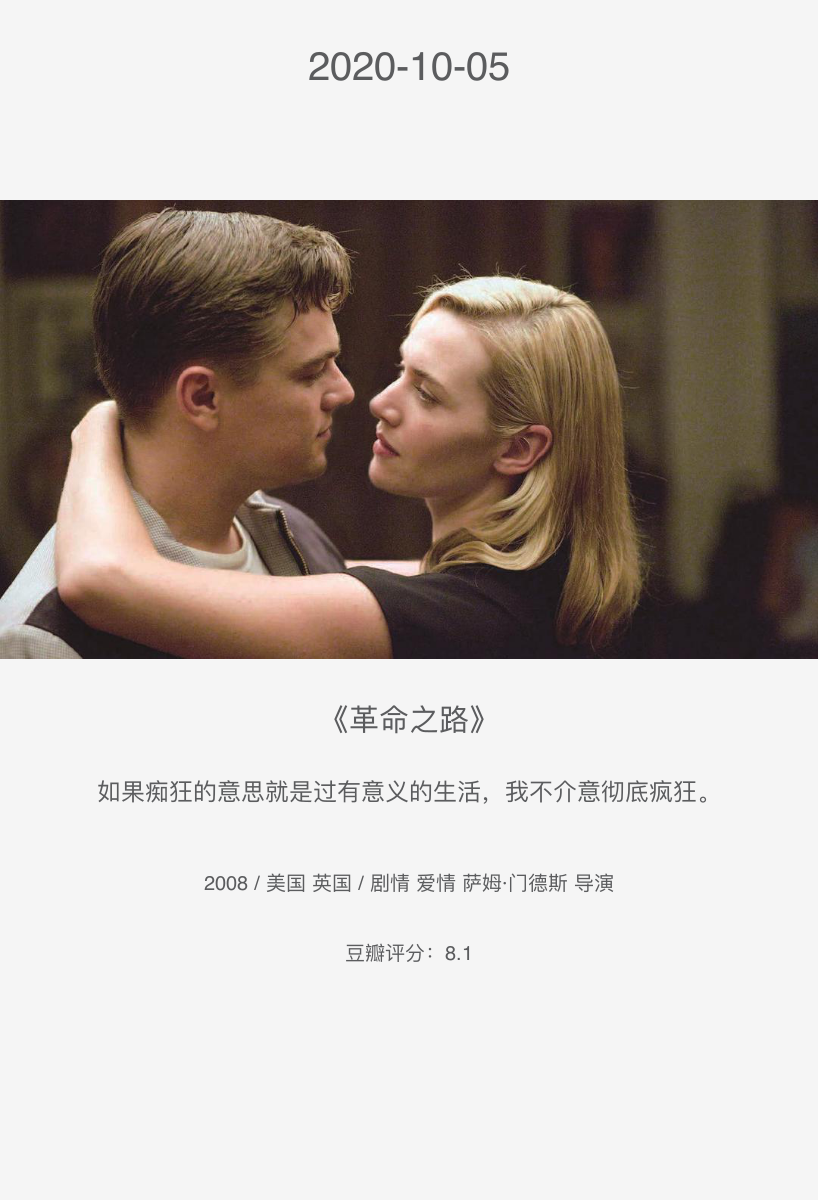 2020-10-05
《革命之路》
如果痴狂的意思就是过有意义的生活，我不介意彻底疯狂。
2008 / 美国 英国 / 剧情 爱情 萨姆·门德斯 导演
豆瓣评分：8.1